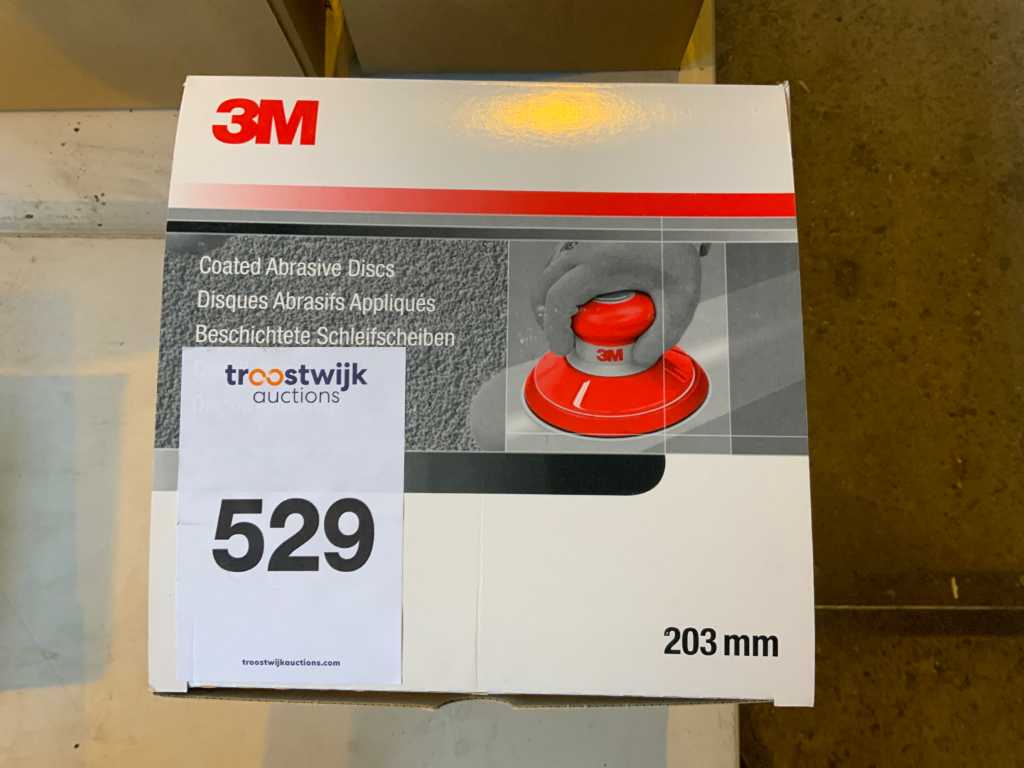 3M
Coated Abrasive Discs
Disques Abrasifs Appliqués
Beschichtete Schleifscheiben
3M
troostwijk
auctions
529
troostwijkauctions.com
203 mm